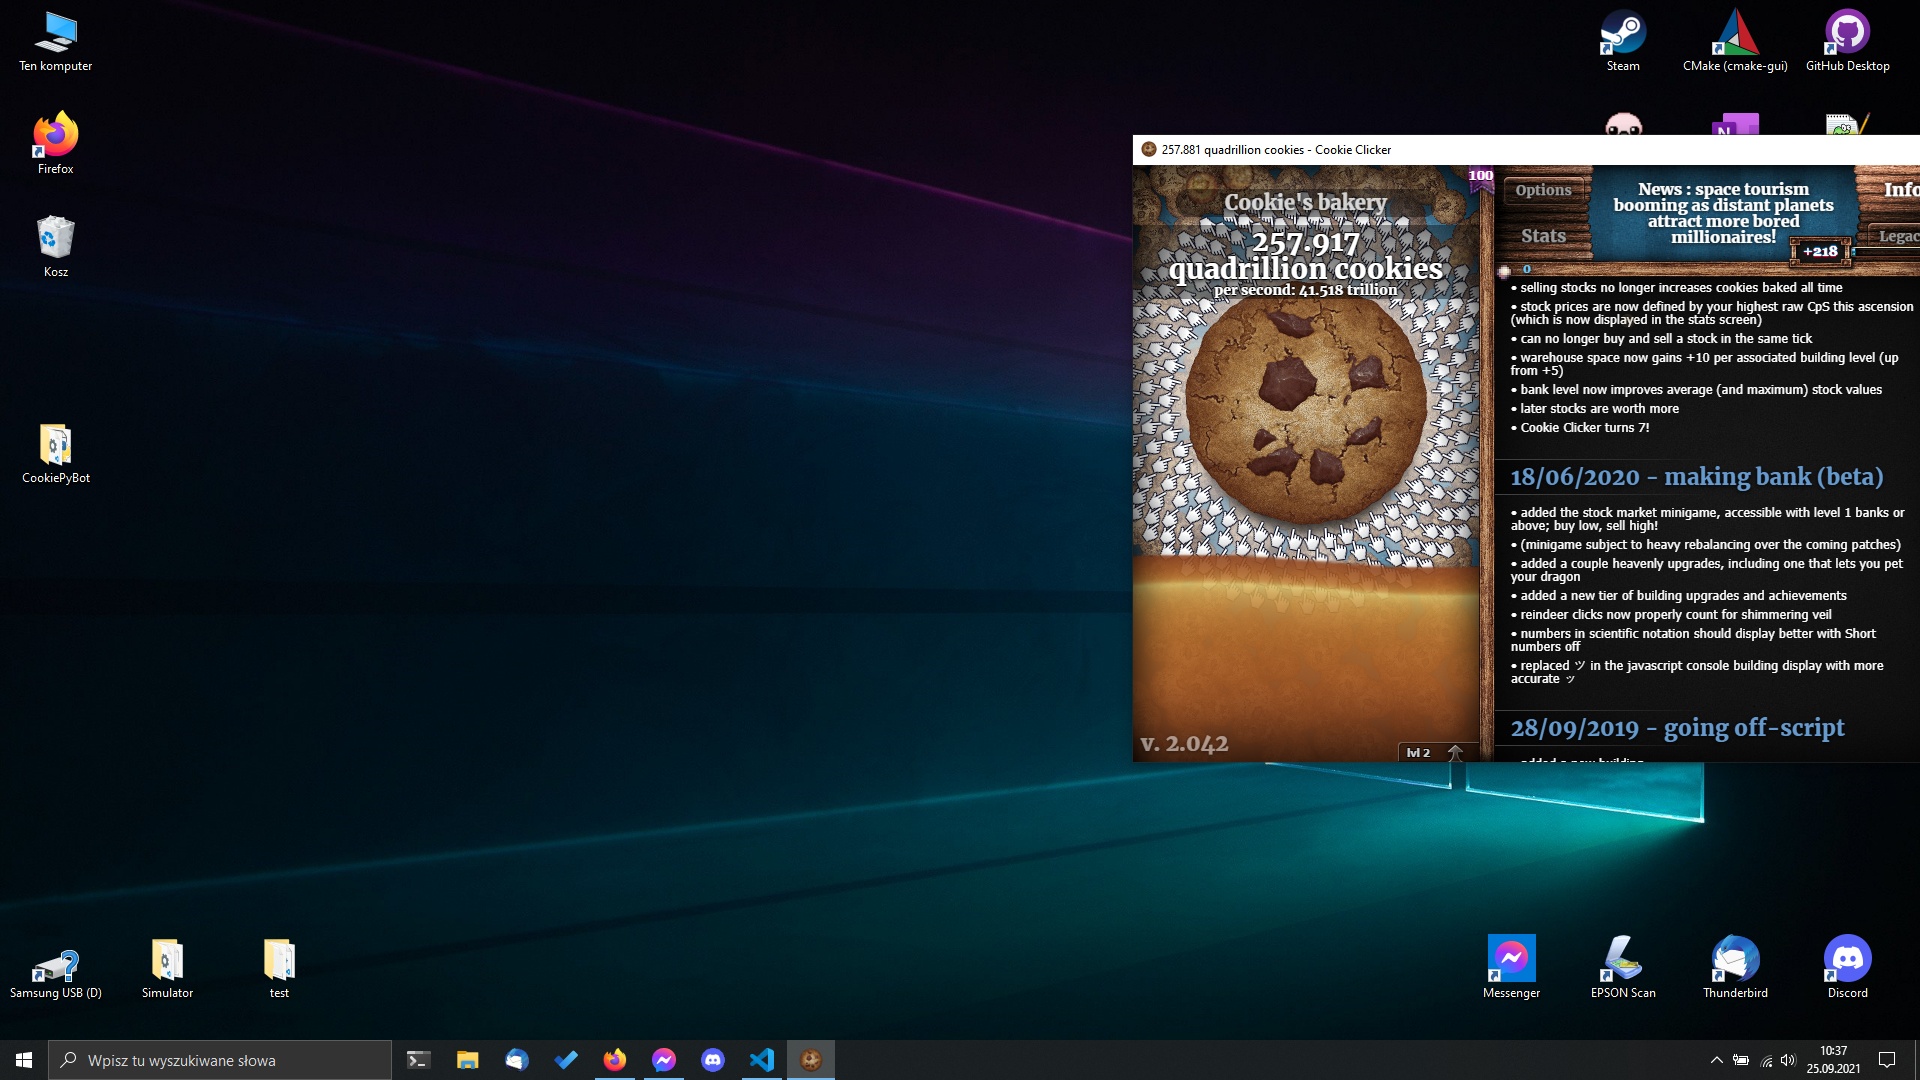 Ten komputer
Firefox
Kosz
CookiePyBot
Samsung USB (D)
Simulator
test
Steam
CMake (cmake-gui)
GitHub Desktop
N
257.881 quadrillion cookies - Cookie Clicker
Cookie's bakery
257.917
quadrillion cookies
per second: 41.518 trillion
v. 2.042
lvl 2
100
Options
Stats
News : space tourism
booming as distant planets
attract more bored
millionaires!
+218
Info
Legac
0
• selling stocks no longer increases cookies baked all time
• stock prices are now defined by your highest raw CpS this ascension
(which is now displayed in the stats screen)
• can no longer buy and sell a stock in the same tick
• warehouse space now gains +10 per associated building level (up
from +5)
• bank level now improves average (and maximum) stock values
• later stocks are worth more
• Cookie Clicker turns 7!
18/06/2020 - making bank (beta)
• added the stock market minigame, accessible with level 1 banks or
above; buy low, sell high!
• (minigame subject to heavy rebalancing over the coming patches)
• added a couple heavenly upgrades, including one that lets you pet
your dragon
• added a new tier of building upgrades and achievements
• reindeer clicks now properly count for shimmering veil
• numbers in scientific notation should display better with Short
numbers off
• replaced ツ in the javascript console building display with more
accurate ッ
28/09/2019 - going off-script
Messenger
EPSON Scan
Thunderbird
Discord
Wpisz tu wyszukiwane słowa
10:37
25.09.2021